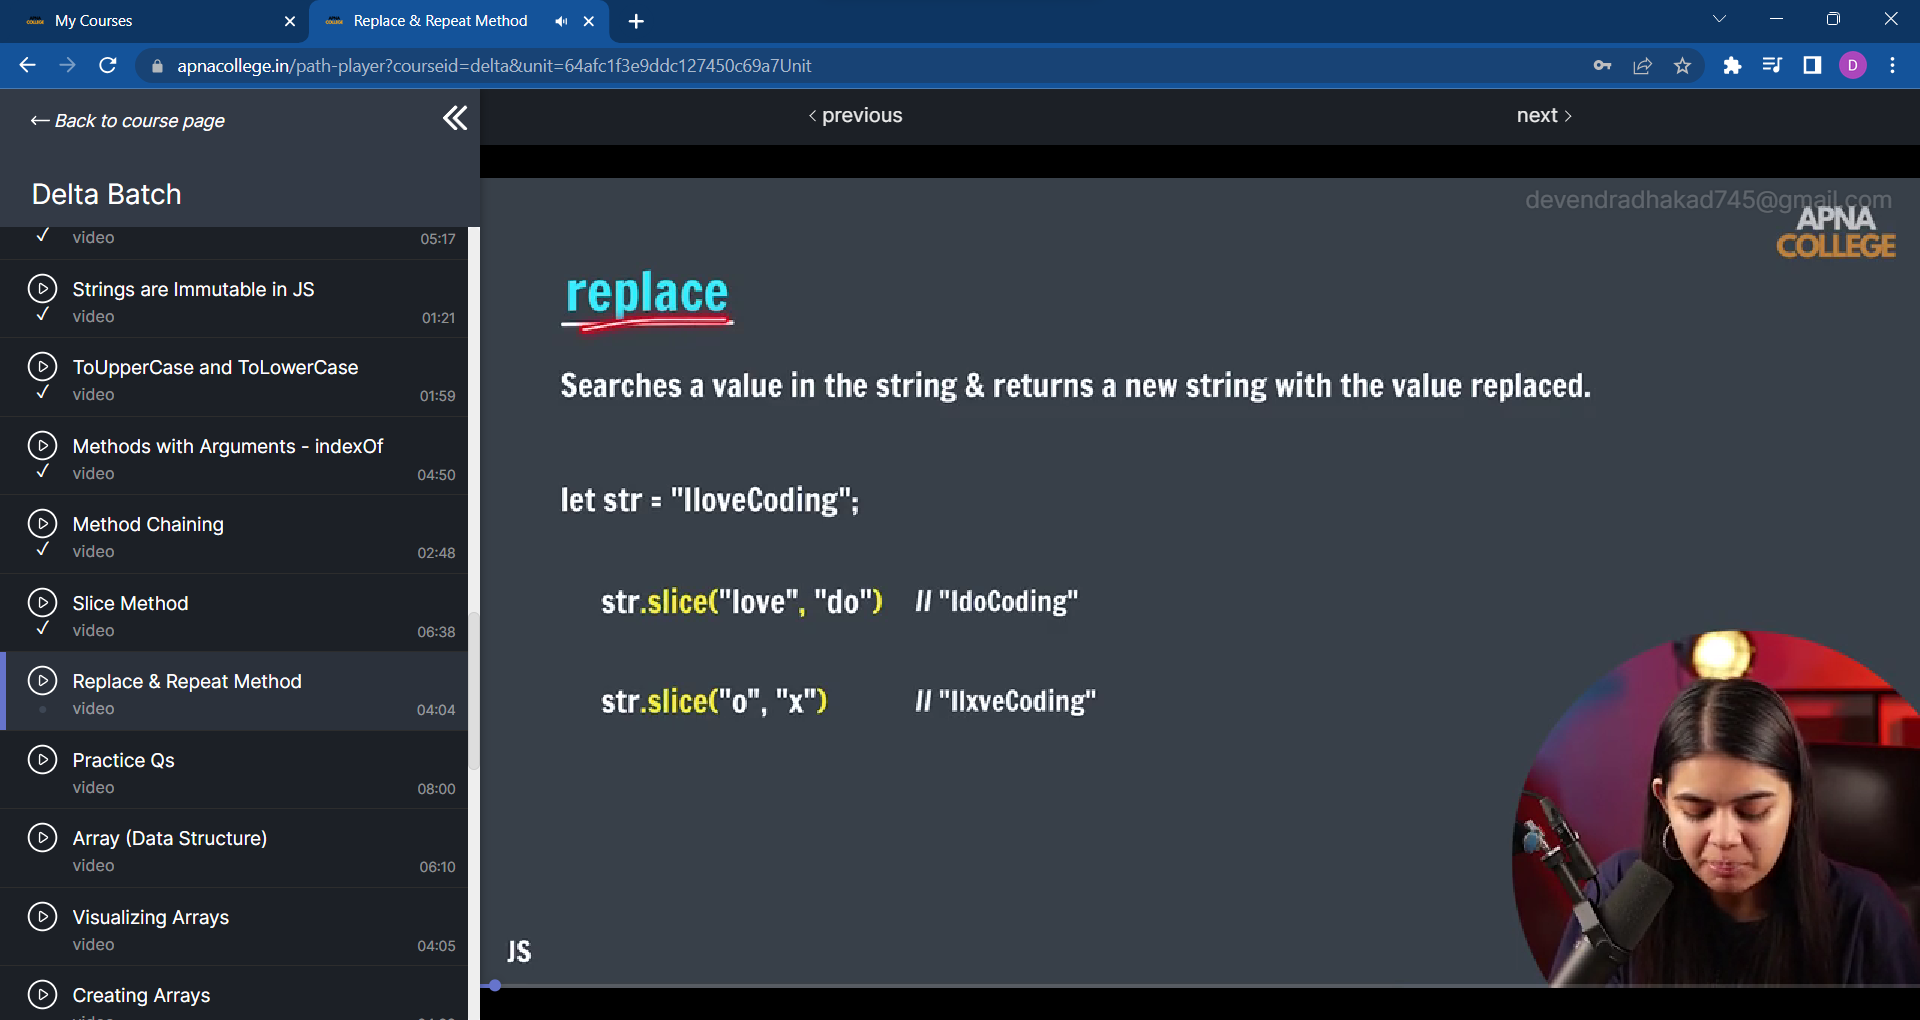 My Courses
Replace & Repeat Method
apnacollege.in/path-player?courseid=delta&unit=64afc1f3e9ddc127450c69a7Unit
D
← Back to course page
< previous
next >
Delta Batch
video 05:17
Strings are Immutable in JS
video 01:21
ToUpperCase and ToLowerCase
video 01:59
Methods with Arguments - indexOf
video 04:50
Method Chaining
video 02:48
Slice Method
video 06:38
Replace & Repeat Method
video 04:04
Practice Qs
video 08:00
Array (Data Structure)
video 06:10
Visualizing Arrays
video 04:05
Creating Arrays
devendradhakad745@gmail.com
APNA
COLLEGE
replace
Searches a value in the string & returns a new string with the value replaced.
let str = "IloveCoding";
str.slice("love", "do") // "IdoCoding"
str.slice("o", "x") // "IlxveCoding"
JS